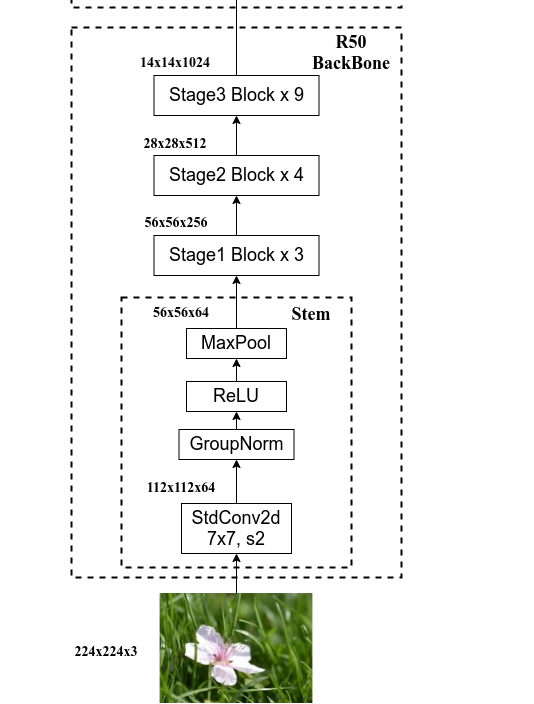 R50
BackBone
14x14x1024
Stage3 Block x 9
28x28x512
Stage2 Block x 4
56x56x256
Stage1 Block x 3
56x56x64
Stem
MaxPool
ReLU
GroupNorm
112x112x64
StdConv2d
7x7, s2
224x224x3